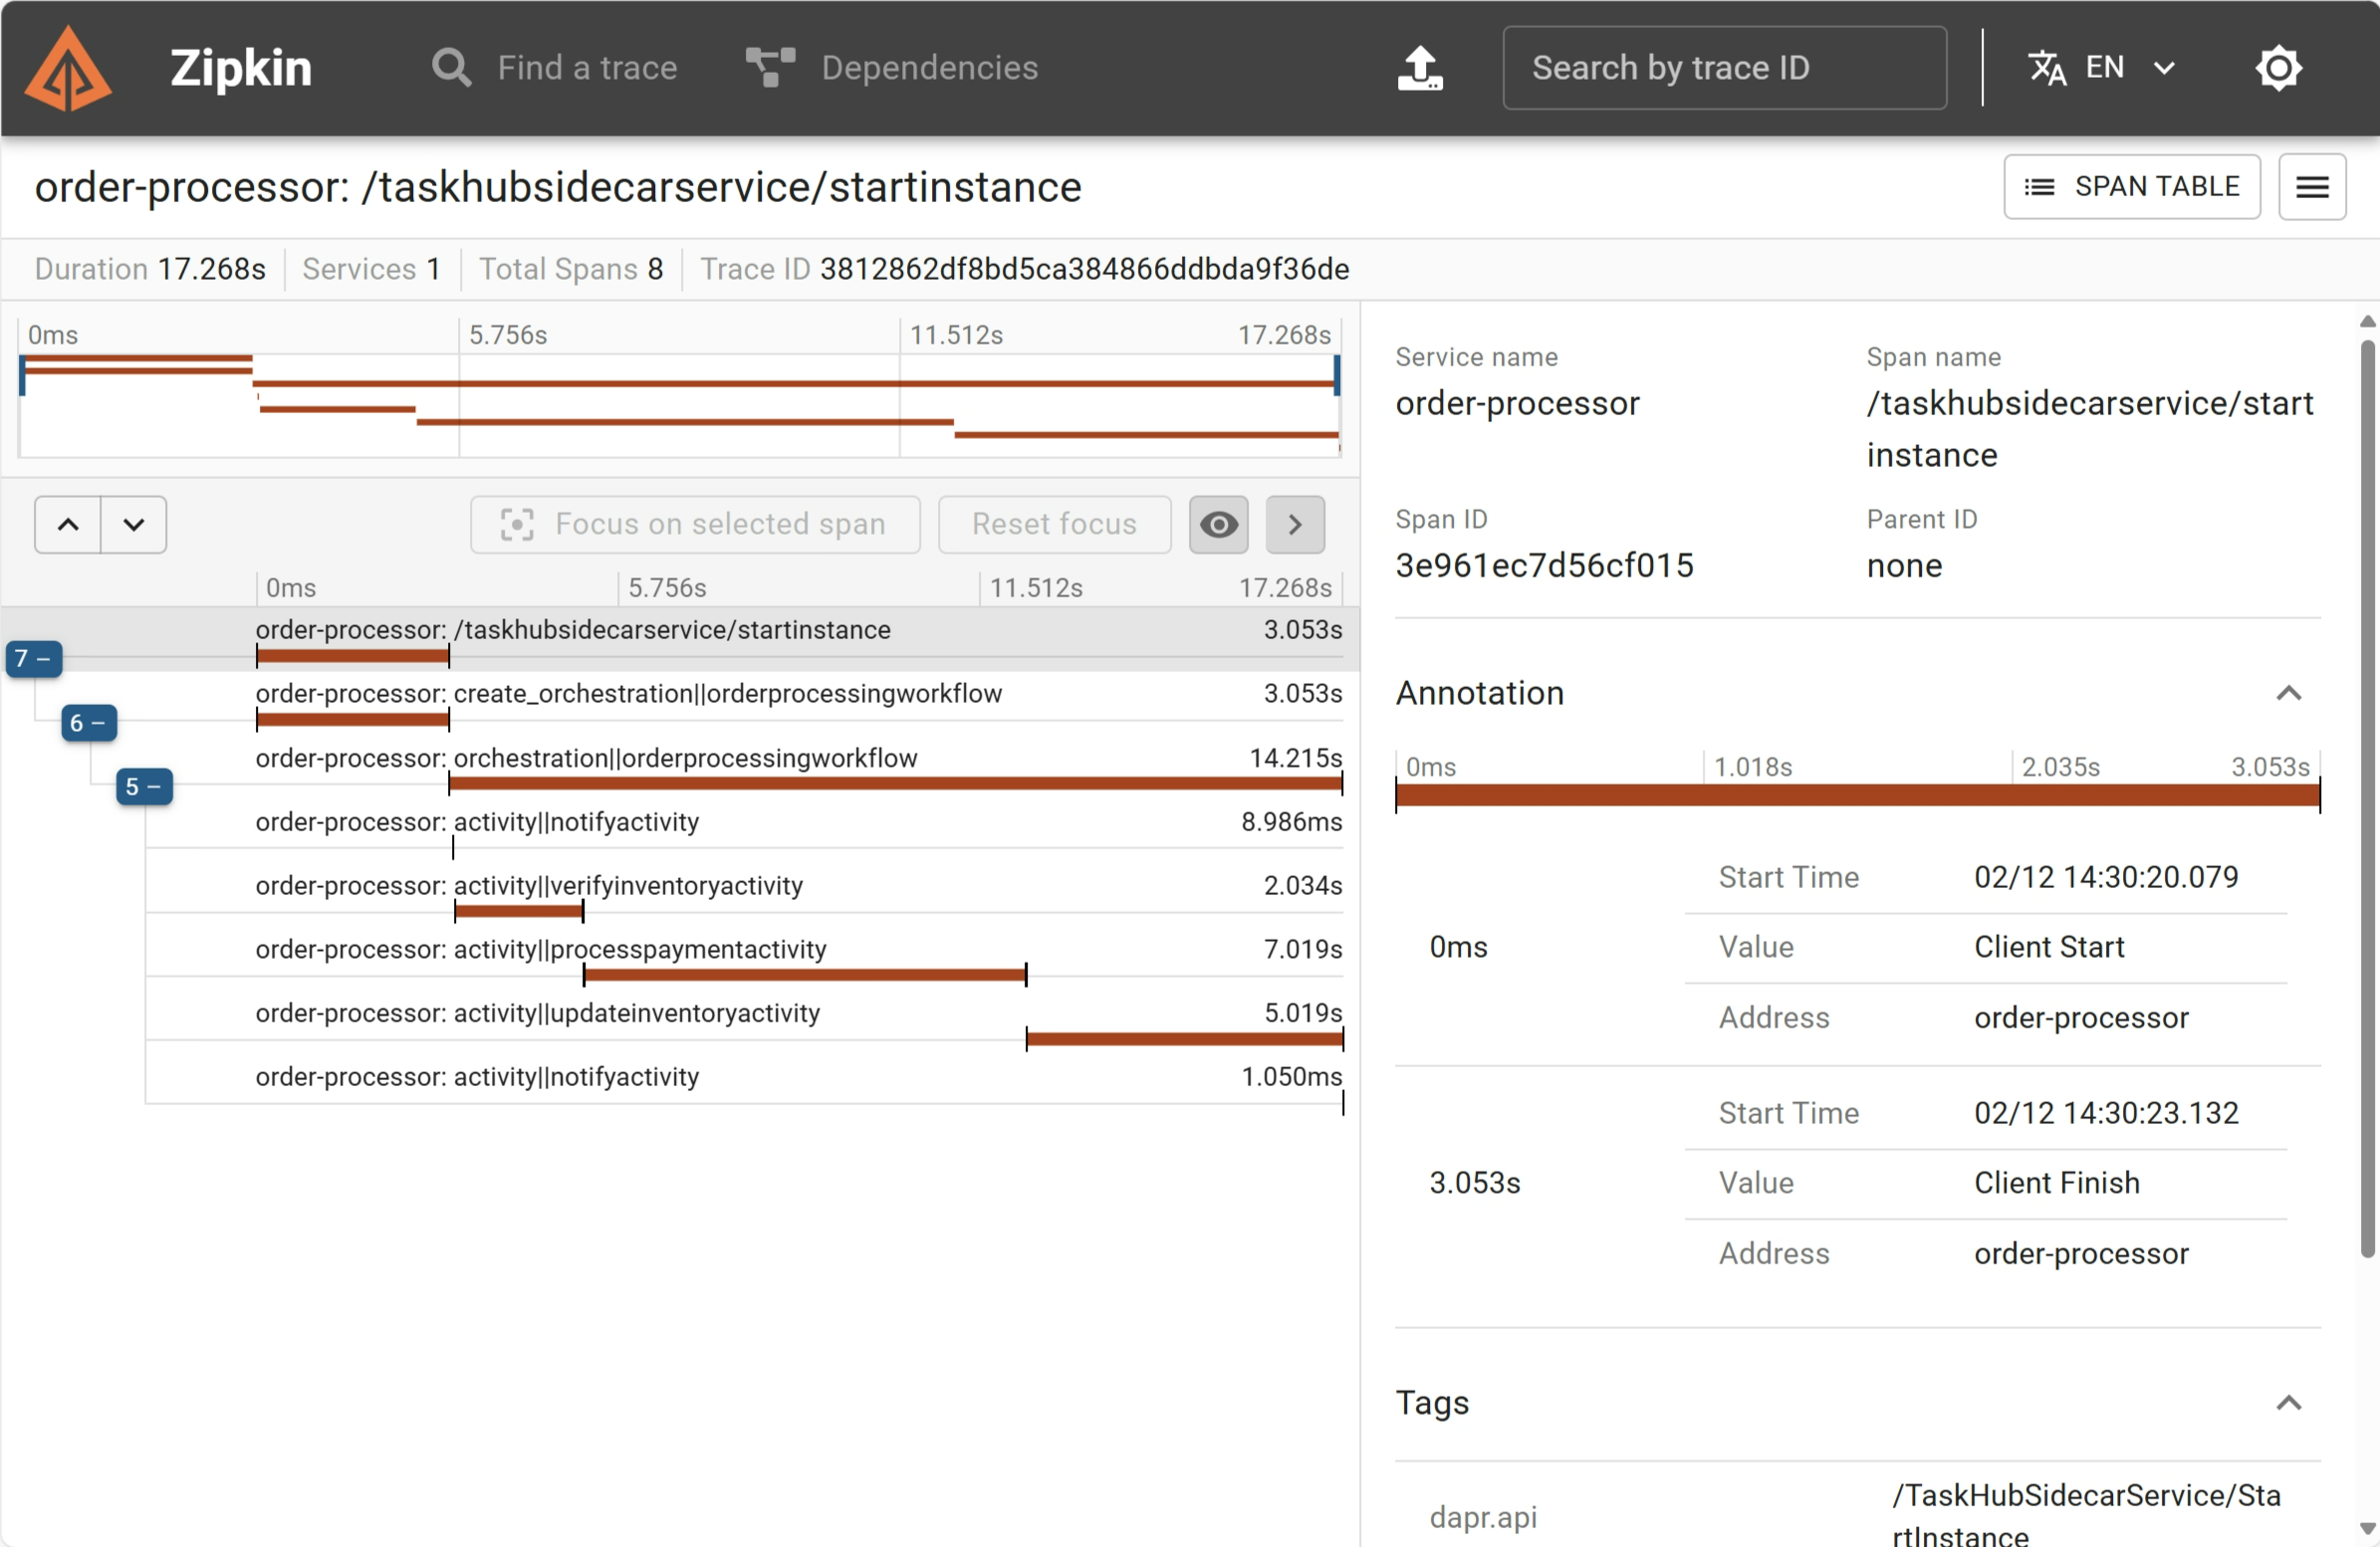 Zipkin
Find a trace
Dependencies
Search by trace ID
EN
order-processor: /taskhubsidecarservice/startinstance
SPAN TABLE
Duration 17.268s
Services 1
Total Spans 8
Trace ID 3812862df8bd5ca384866ddbda9f36de
0ms 5.756s 11.512s 17.268s
Focus on selected span
Reset focus
0ms 5.756s 11.512s 17.268s
order-processor: /taskhubsidecarservice/startinstance 3.053s
7 –
order-processor: create_orchestration||orderprocessingworkflow 3.053s
6 –
order-processor: orchestration||orderprocessingworkflow 14.215s
5 –
order-processor: activity||notifyactivity 8.986ms
order-processor: activity||verifyinventoryactivity 2.034s
order-processor: activity||processpaymentactivity 7.019s
order-processor: activity||updateinventoryactivity 5.019s
order-processor: activity||notifyactivity 1.050ms
Service name
order-processor
Span name
/taskhubsidecarservice/start
instance
Span ID
3e961ec7d56cf015
Parent ID
none
Annotation
0ms 1.018s 2.035s 3.053s
0ms
Start Time 02/12 14:30:20.079
Value Client Start
Address order-processor
3.053s
Start Time 02/12 14:30:23.132
Value Client Finish
Address order-processor
Tags
dapr.api
/TaskHubSidecarService/Sta
rtInstance